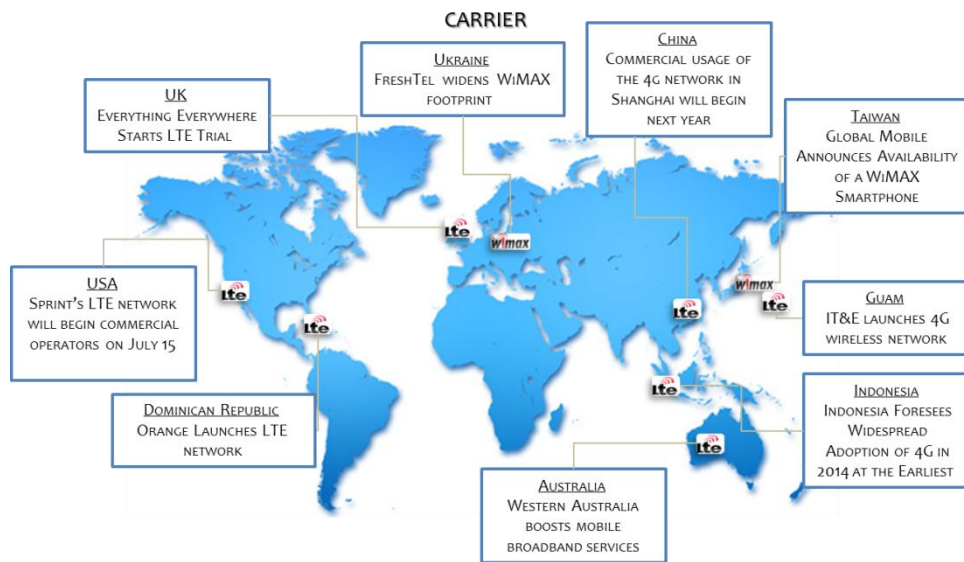 CARRIER
UKRAINE
FRESHTEL WIDENS WIMAX
FOOTPRINT
CHINA
COMMERCIAL USAGE OF
THE 4G NETWORK IN
SHANGHAI WILL BEGIN
NEXT YEAR
UK
EVERYTHING EVERYWHERE
STARTS LTE TRIAL
TAIWAN
GLOBAL MOBILE
ANNOUNCES AVAILABILITY
OF A WIMAX
SMARTPHONE
Lte
wimax
USA
SPRINT'S LTE NETWORK
WILL BEGIN COMMERCIAL
OPERATORS ON JULY 15
Lte
Lte
Lte
wimax
Lte
GUAM
IT&E LAUNCHES 4G
WIRELESS NETWORK
DOMINICAN REPUBLIC
ORANGE LAUNCHES LTE
NETWORK
Lte
INDONESIA
INDONESIA FORESEES
WIDESPREAD
ADOPTION OF 4G IN
2014 AT THE EARLIEST
Lte
AUSTRALIA
WESTERN AUSTRALIA
BOOSTS MOBILE
BROADBAND SERVICES